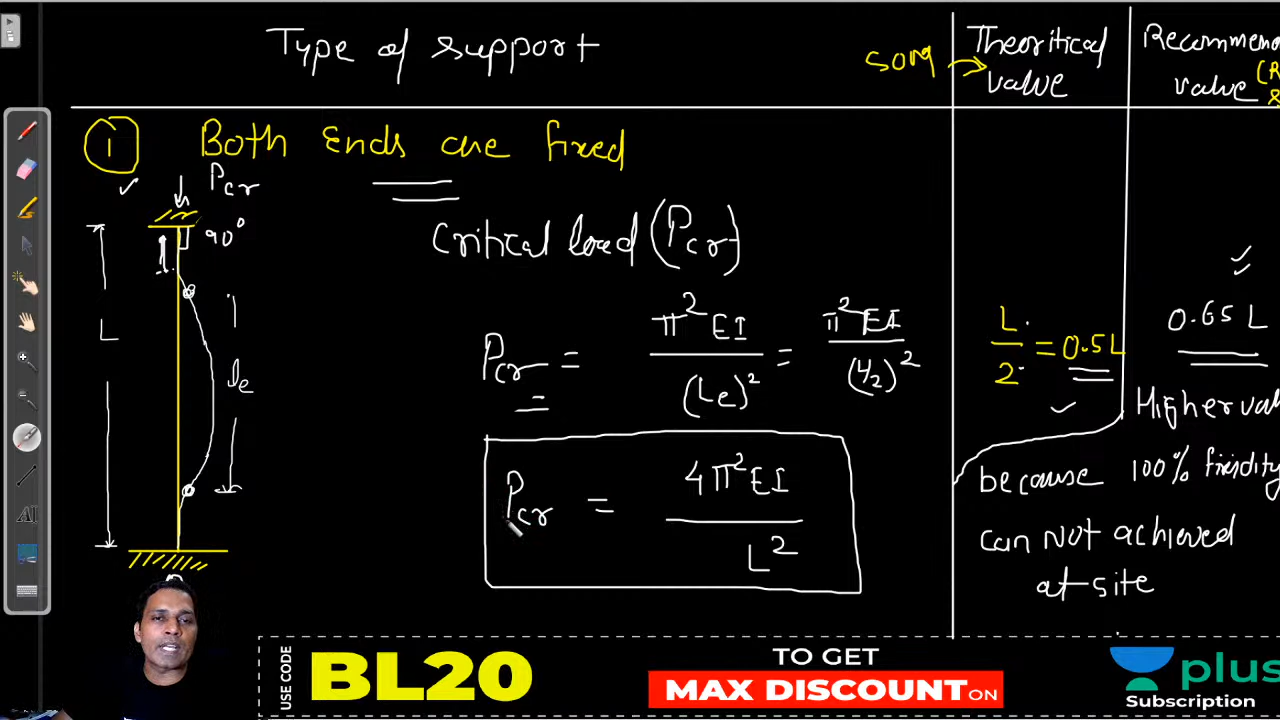 Type of support
som
Theoritical
value
Recommen
value
① Both Ends are fixed
Pcr
90°
L
le
Critical load (Pcr)
Pcr = π²EI / (Le)² = π²EI / (L/2)²
L/2 = 0.5L
0.65 L
Pcr = 4π²EI / L²
Higher val
because 100% fixidity
can not achieved
at site
USE CODE
BL20
TO GET
MAX DISCOUNT ON
plus
Subscription